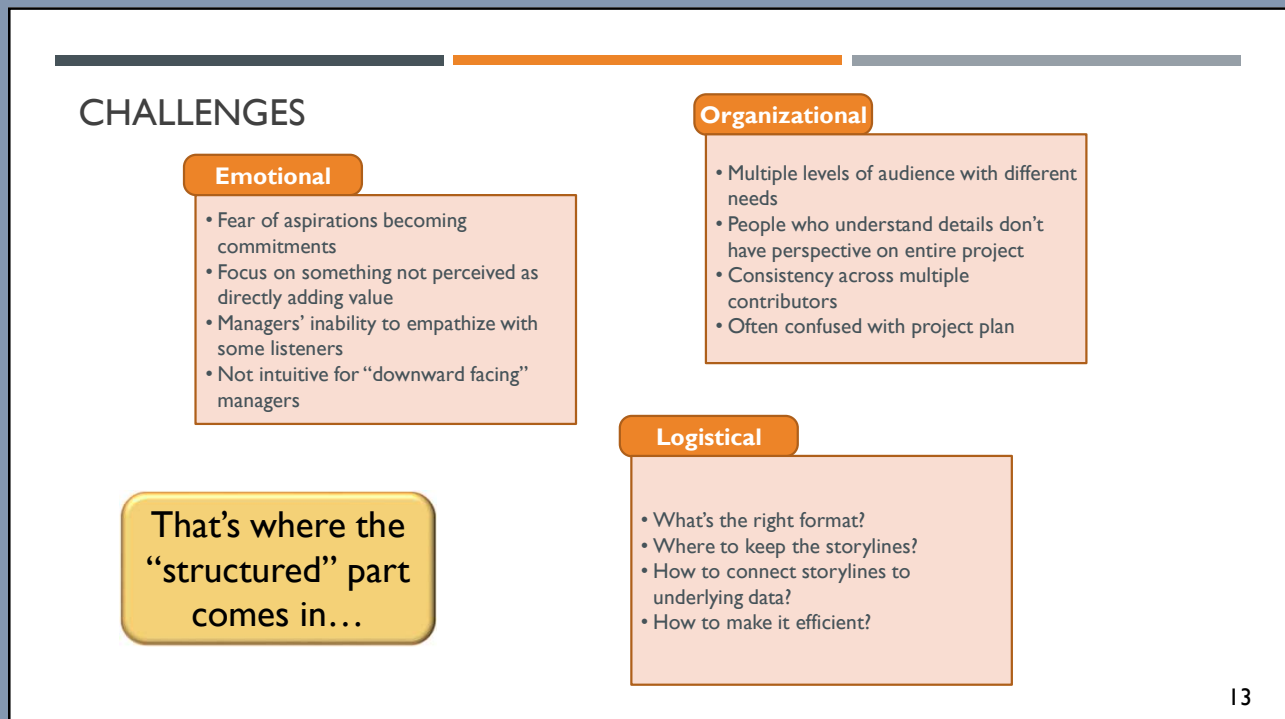 CHALLENGES
Emotional
• Fear of aspirations becoming
commitments
• Focus on something not perceived as
directly adding value
• Managers’ inability to empathize with
some listeners
• Not intuitive for “downward facing”
managers
Organizational
• Multiple levels of audience with different
needs
• People who understand details don’t
have perspective on entire project
• Consistency across multiple
contributors
• Often confused with project plan
Logistical
• What’s the right format?
• Where to keep the storylines?
• How to connect storylines to
underlying data?
• How to make it efficient?
That’s where the
“structured” part
comes in…
13